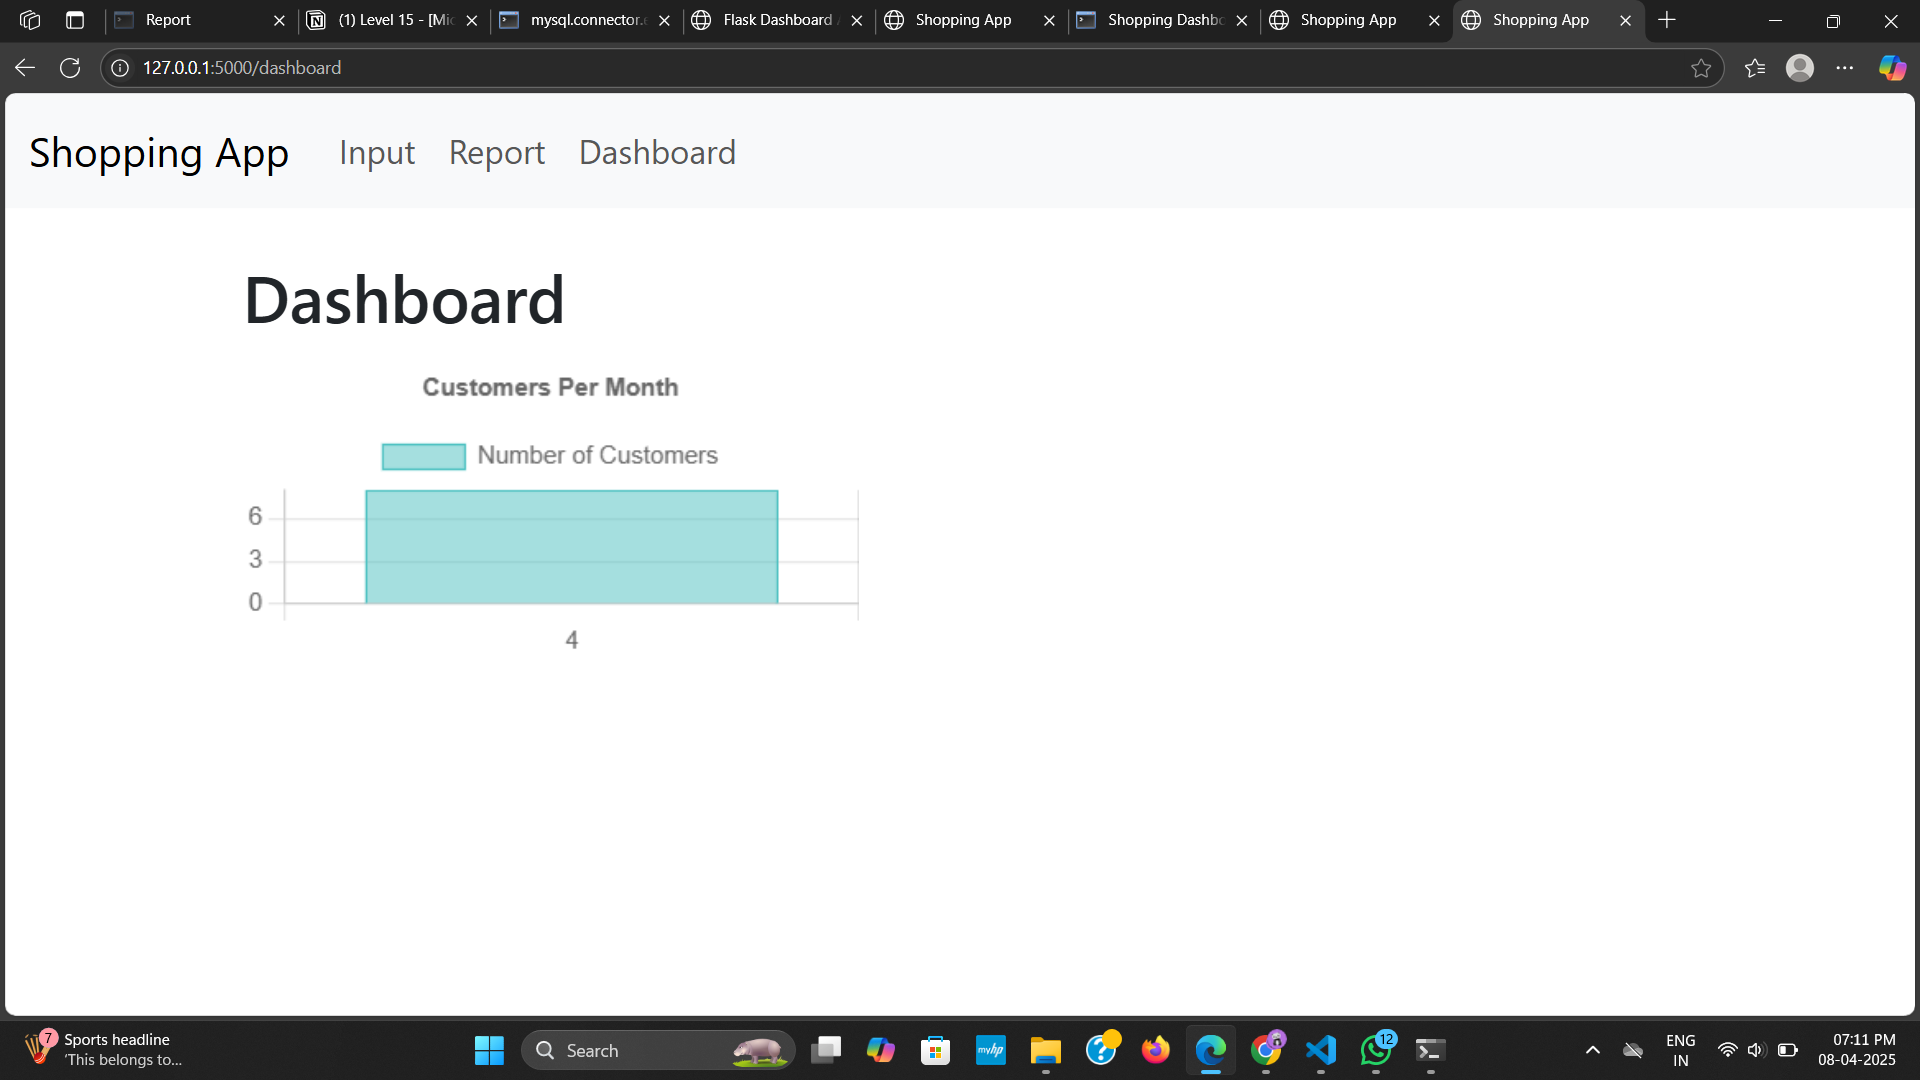 Report
(1) Level 15 - [Mic
mysql.connector.e
Flask Dashboard A
Shopping App
Shopping Dashbo
Shopping App
Shopping App
127.0.0.1:5000/dashboard
Shopping App
Input
Report
Dashboard
Dashboard
Customers Per Month
Number of Customers
6
3
0
4
7
Sports headline
'This belongs to...
Search
myhp
12
ENG
IN
07:11 PM
08-04-2025